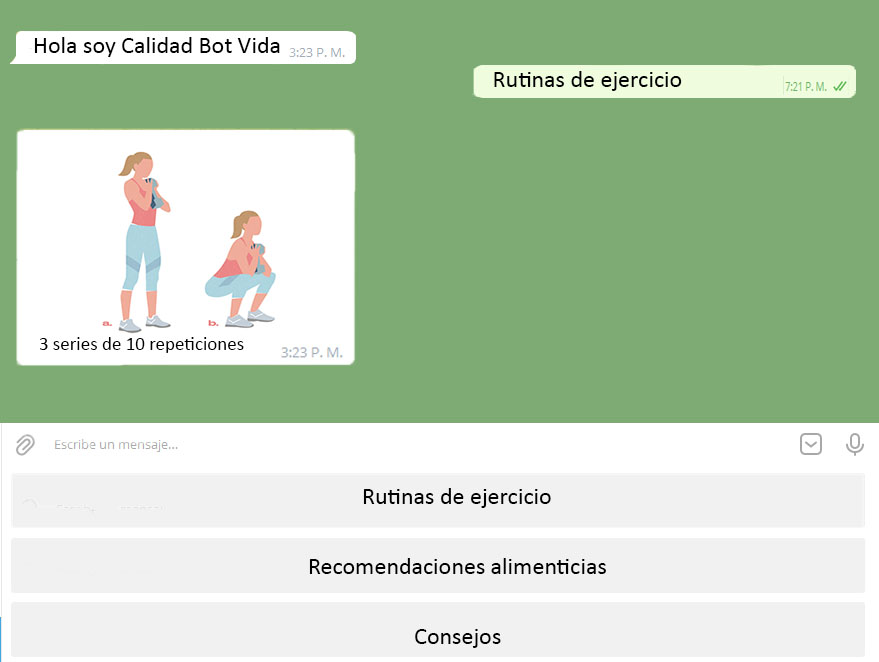 Hola soy Calidad Bot Vida 3:23 P. M.
Rutinas de ejercicio 7:21 P. M.
a. b.
3 series de 10 repeticiones 3:23 P. M.
Escribe un mensaje...
Rutinas de ejercicio
Recomendaciones alimenticias
Consejos